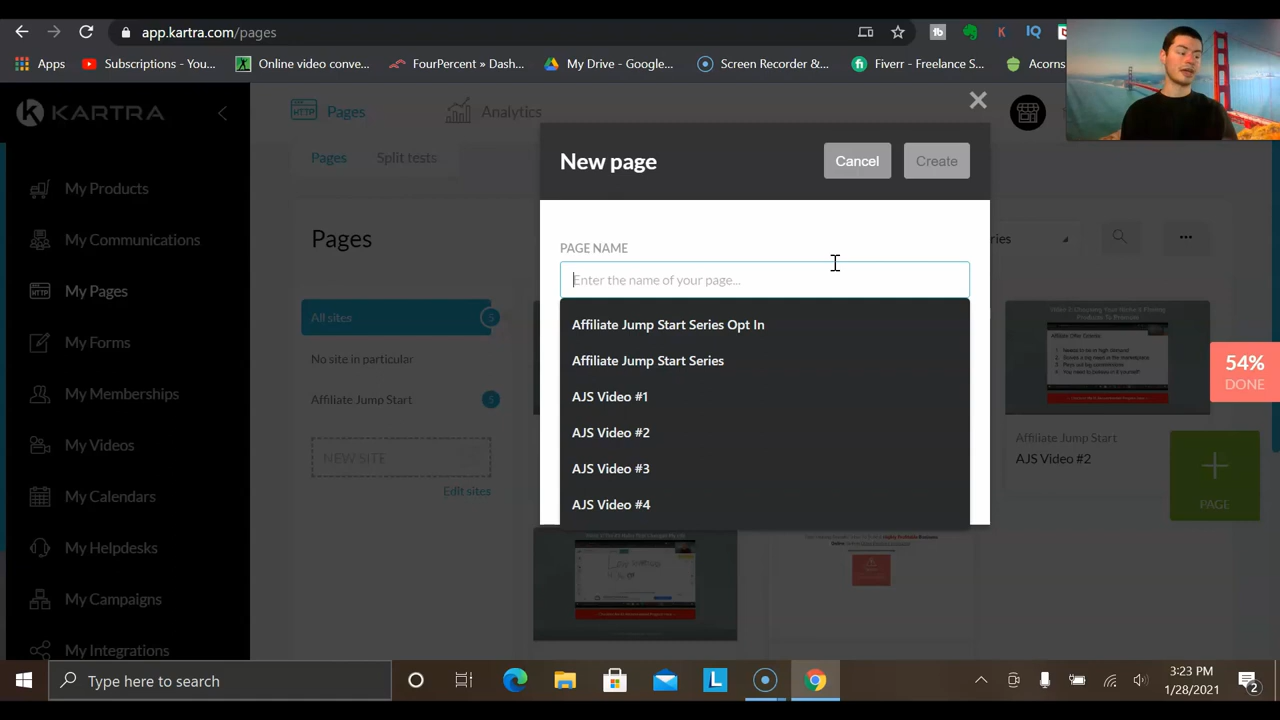 app.kartra.com/pages
Apps
Subscriptions - You...
Online video conve...
FourPercent » Dash...
My Drive - Google...
Screen Recorder &...
Fiverr - Freelance S...
Acorns
KARTRA
Pages
Analytics
New page
Cancel
Create
Pages
Split tests
My Products
My Communications
My Pages
My Forms
My Memberships
My Videos
My Calendars
My Helpdesks
My Campaigns
My Integrations
Pages
ries
All sites
5
No site in particular
Affiliate Jump Start
5
NEW SITE
Edit sites
PAGE NAME
Enter the name of your page...
Affiliate Jump Start Series Opt In
Affiliate Jump Start Series
AJS Video #1
AJS Video #2
AJS Video #3
AJS Video #4
Affiliate Jump Start
AJS Video #2
PAGE
54%
DONE
Type here to search
3:23 PM
1/28/2021
2